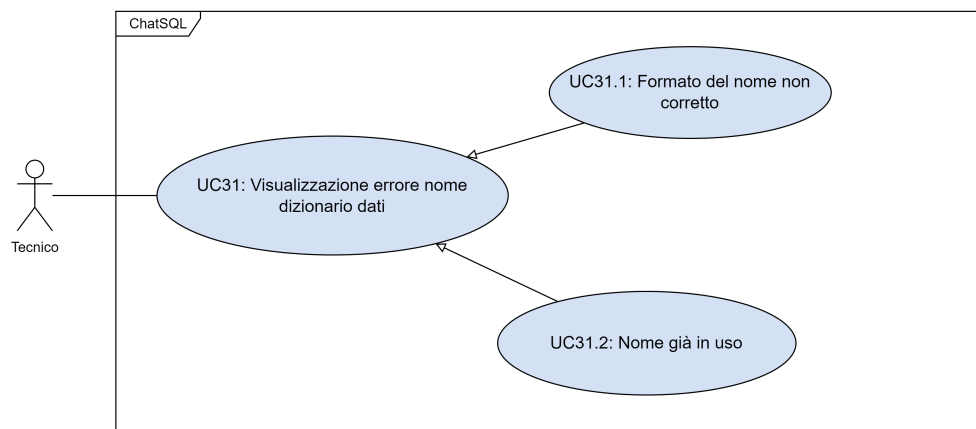 ChatSQL
UC31.1: Formato del nome non
corretto
UC31: Visualizzazione errore nome
dizionario dati
Tecnico
UC31.2: Nome già in uso